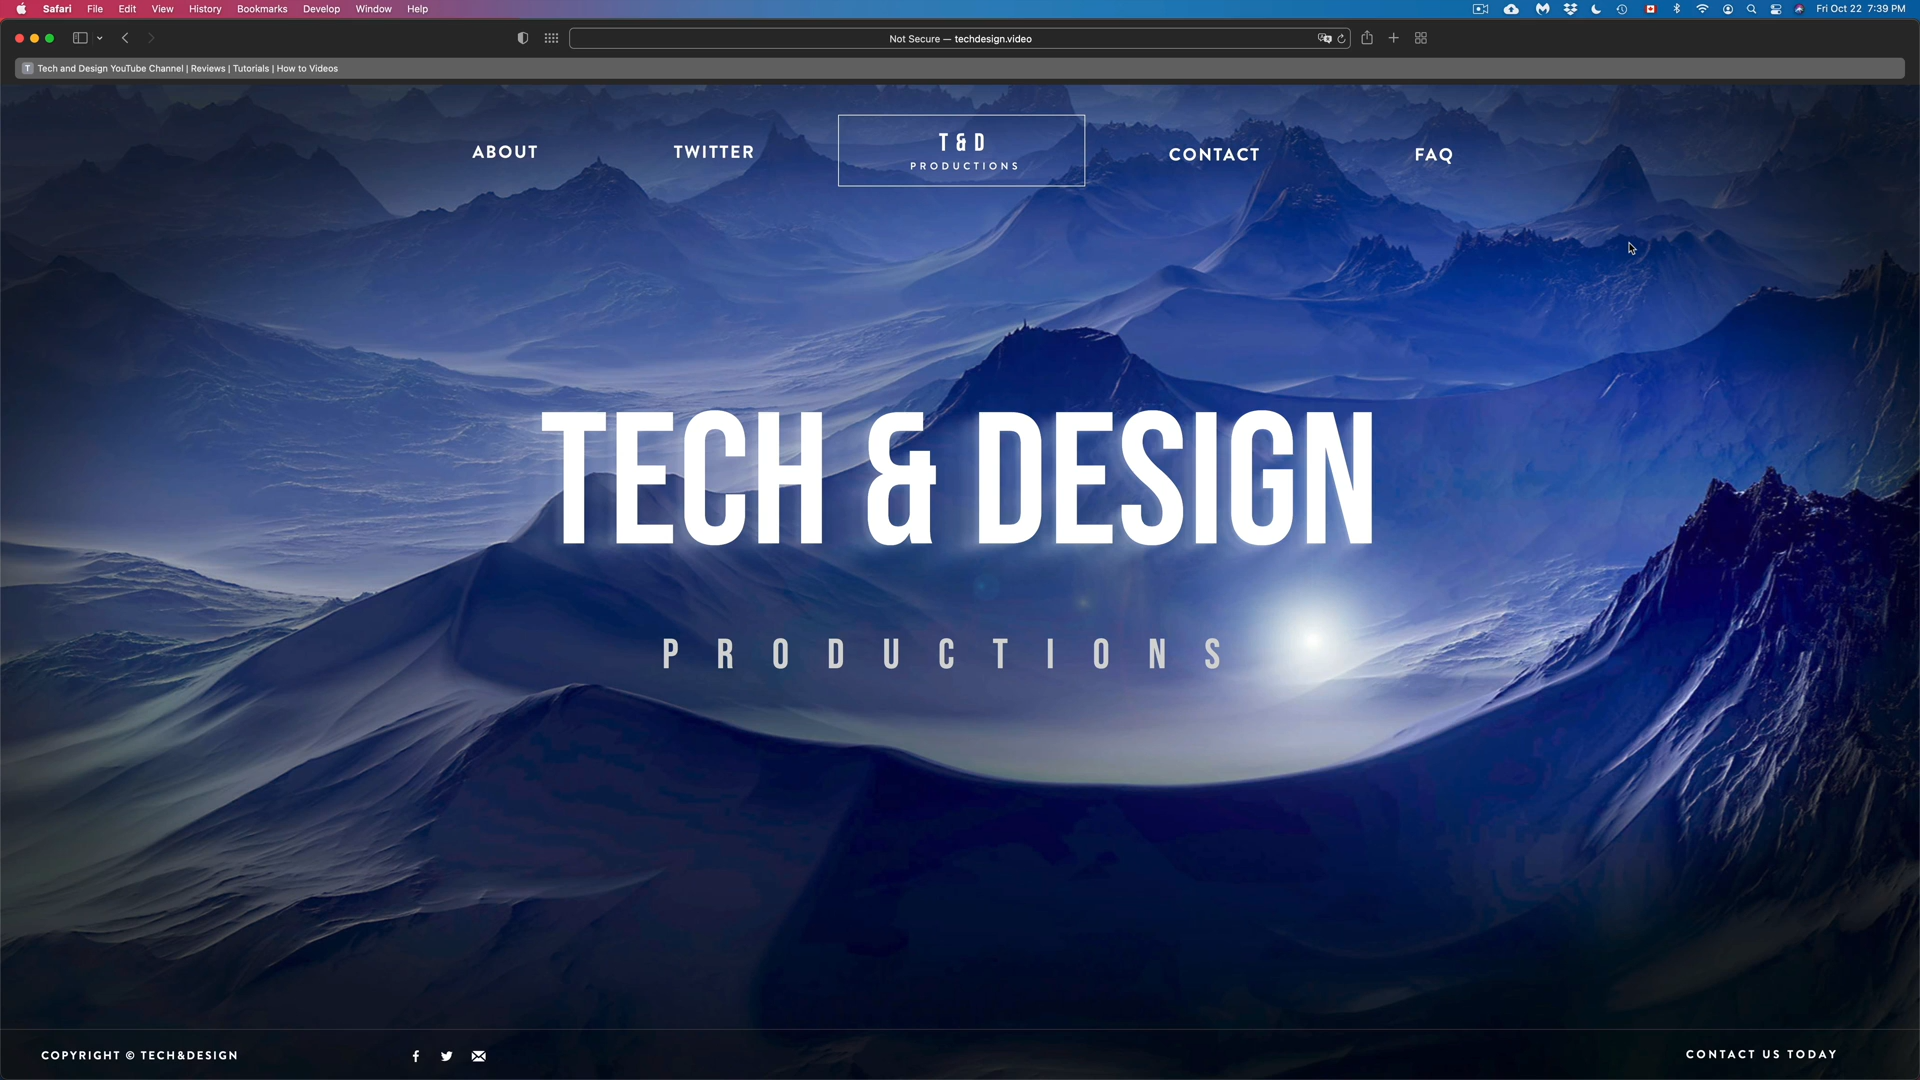 Safari File Edit View History Bookmarks Develop Window Help Fri Oct 22 7:39 PM
Not Secure — techdesign.video
T Tech and Design YouTube Channel | Reviews | Tutorials | How to Videos
ABOUT TWITTER T & D CONTACT FAQ
PRODUCTIONS
TECH & DESIGN
PRODUCTIONS
COPYRIGHT © TECH&DESIGN CONTACT US TODAY